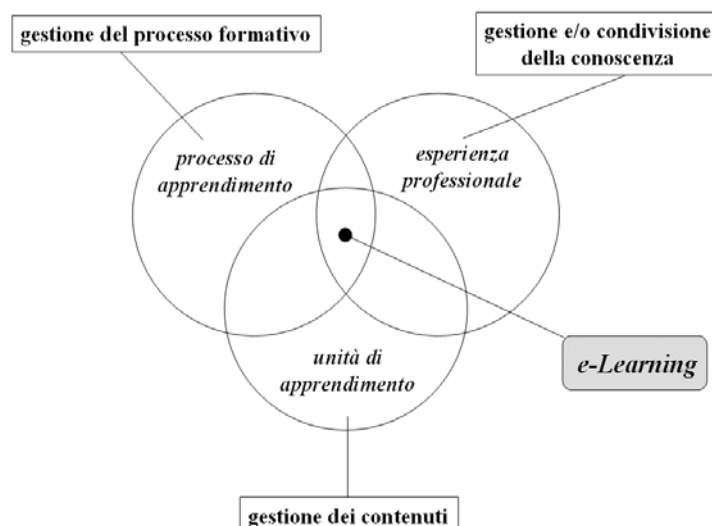 gestione del processo formativo
gestione e/o condivisione
della conoscenza
processo di
apprendimento
esperienza
professionale
unità di
apprendimento
e-Learning
gestione dei contenuti